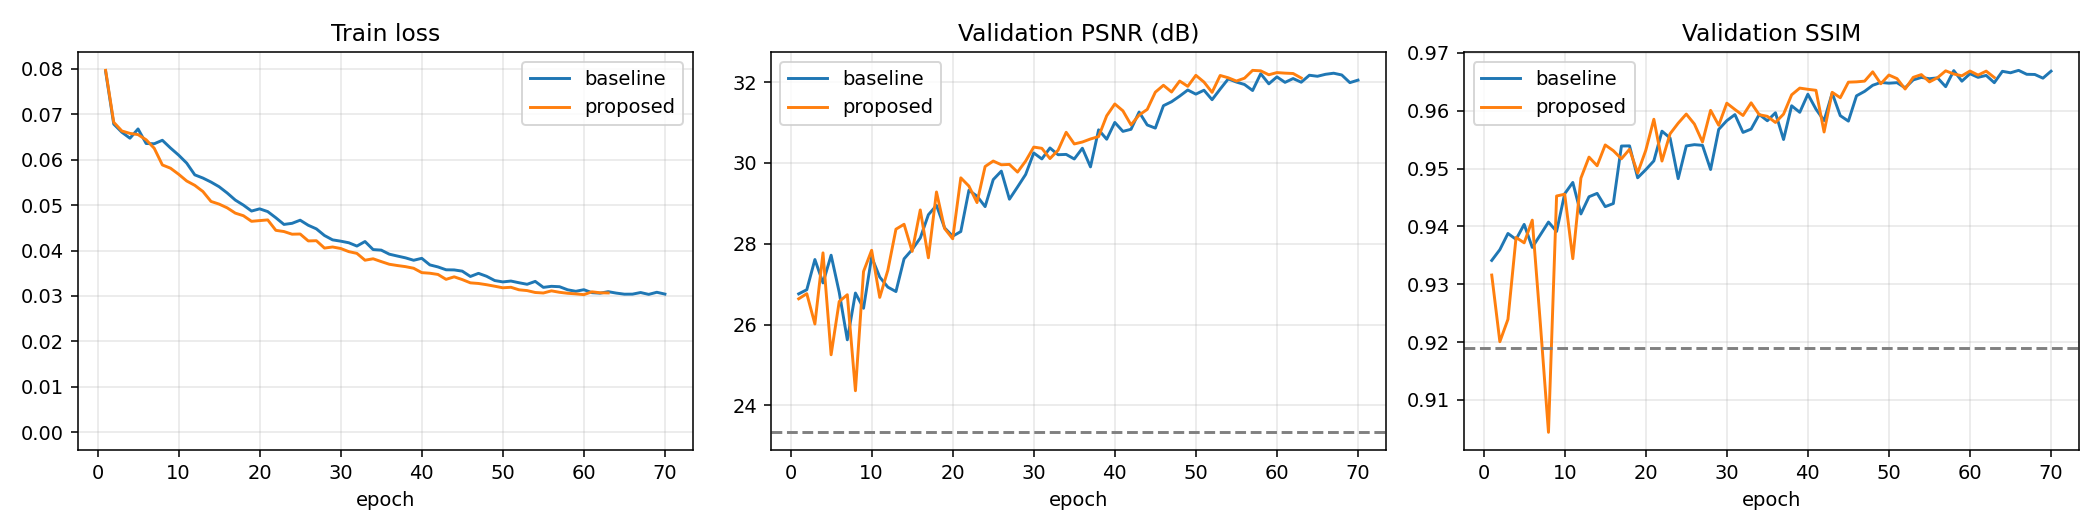 Train loss
0.08
0.07
0.06
0.05
0.04
0.03
0.02
0.01
0.00
baseline
proposed
0 10 20 30 40 50 60 70
epoch
Validation PSNR (dB)
32
30
28
26
24
baseline
proposed
0 10 20 30 40 50 60 70
epoch
Validation SSIM
0.97
0.96
0.95
0.94
0.93
0.92
0.91
baseline
proposed
0 10 20 30 40 50 60 70
epoch